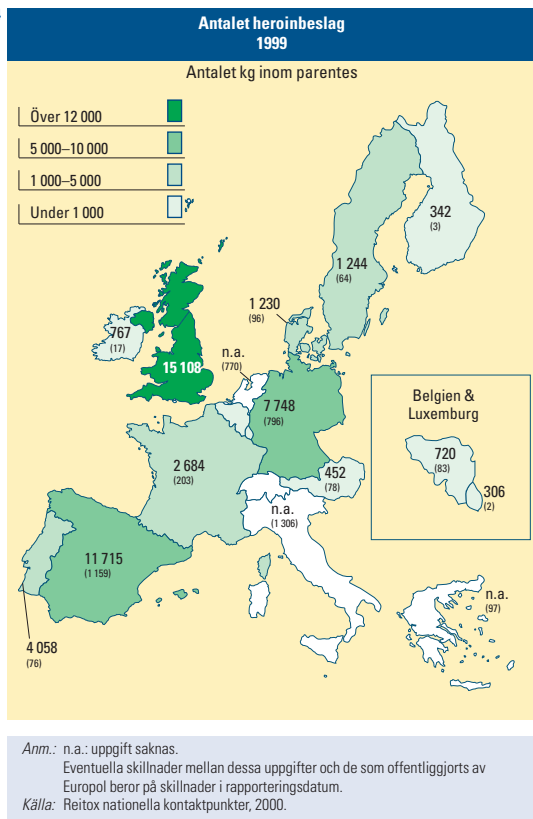 Antalet heroinbeslag
1999
Antalet kg inom parentes
Över 12 000
5 000–10 000
1 000–5 000
Under 1 000
342
(3)
1 244
(64)
1 230
(96)
767
(17)
15 108
n.a.
(770)
7 748
(796)
Belgien &
Luxemburg
720
(83)
306
(2)
2 684
(203)
452
(78)
n.a.
(1 306)
11 715
(1 159)
n.a.
(97)
4 058
(76)
Anm.: n.a.: uppgift saknas.
Eventuella skillnader mellan dessa uppgifter och de som offentliggjorts av
Europol beror på skillnader i rapporteringsdatum.
Källa: Reitox nationella kontaktpunkter, 2000.